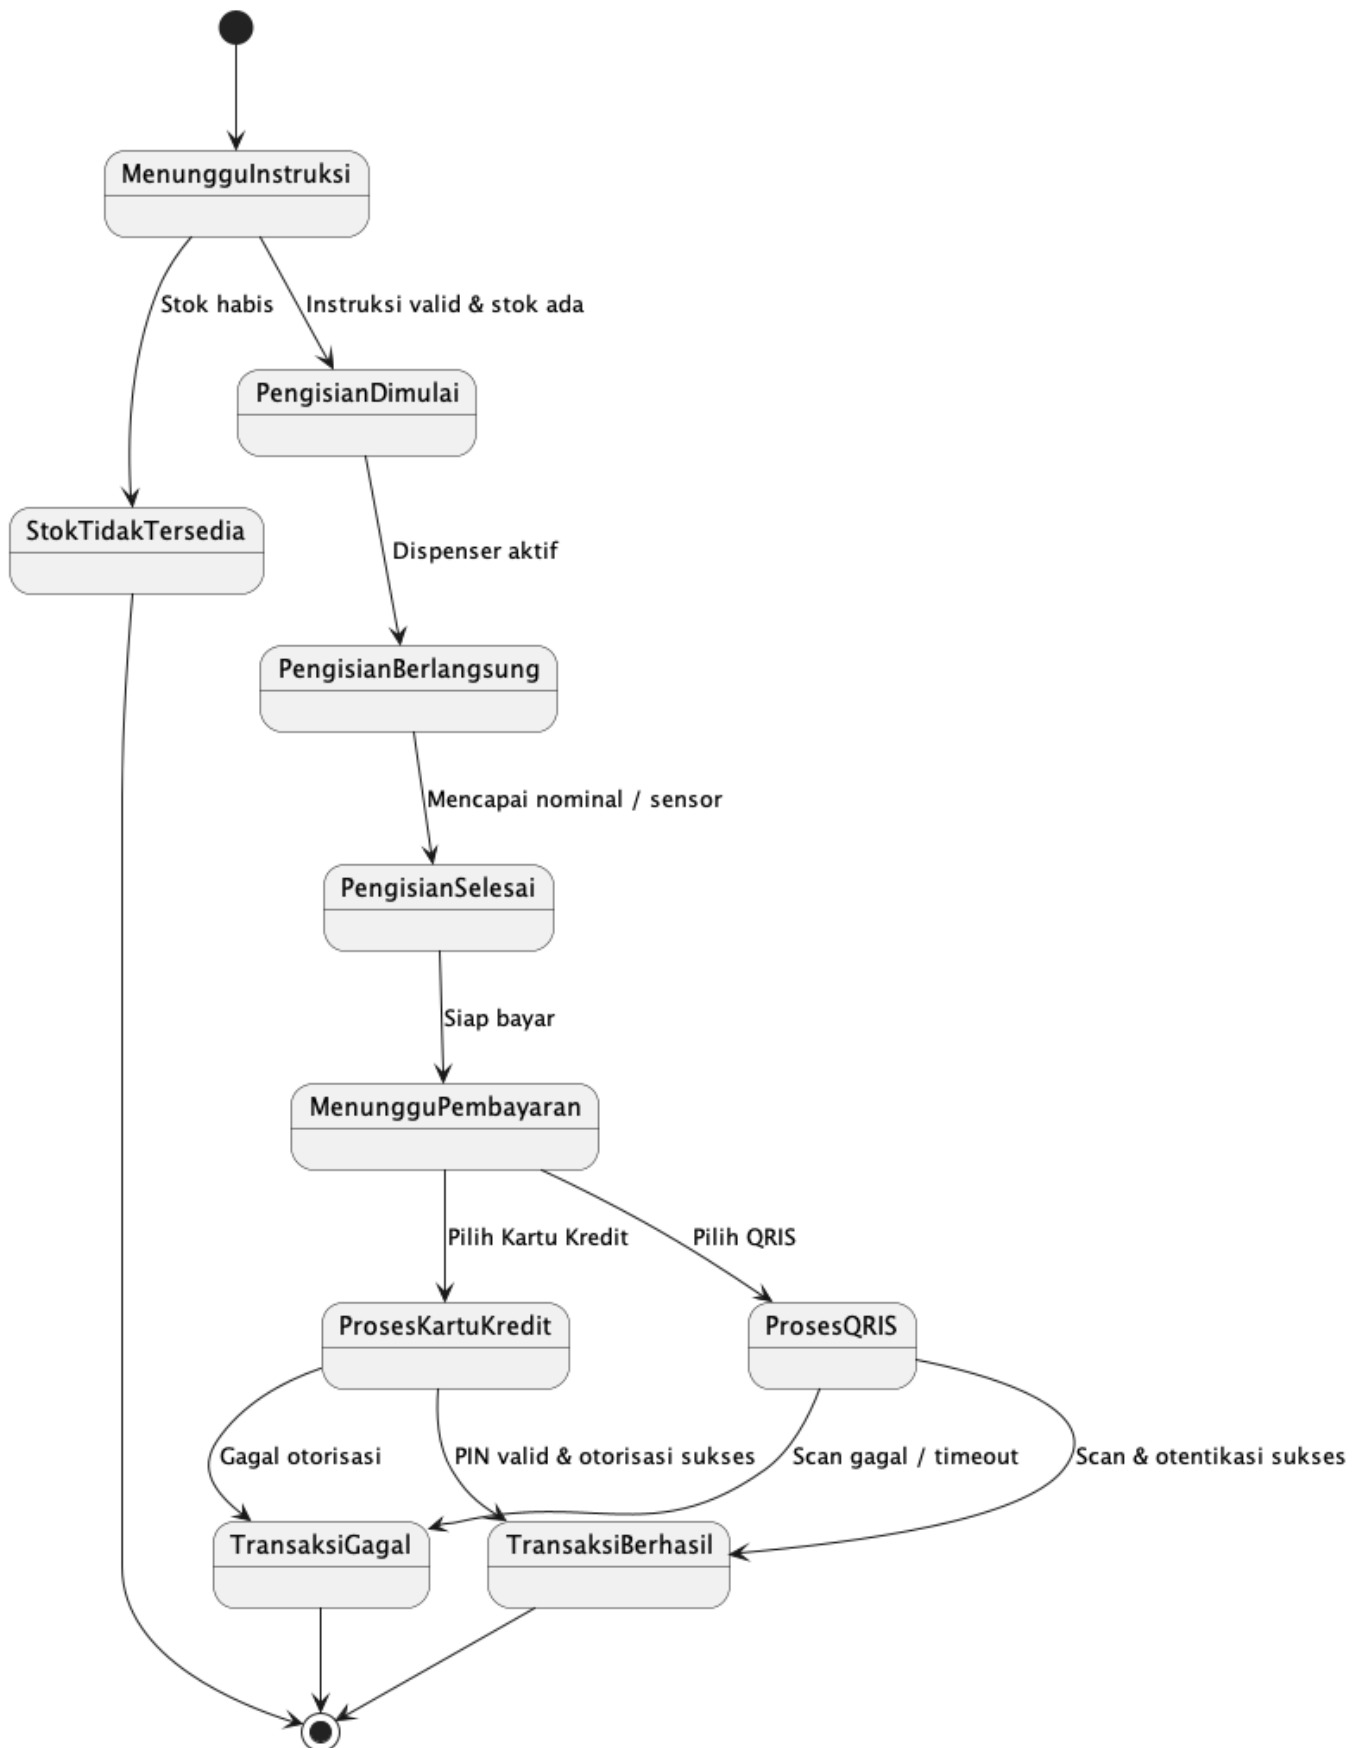 MenungguInstruksi
Stok habis
Instruksi valid & stok ada
PengisianDimulai
StokTidakTersedia
Dispenser aktif
PengisianBerlangsung
Mencapai nominal / sensor
PengisianSelesai
Siap bayar
MenungguPembayaran
Pilih Kartu Kredit
Pilih QRIS
ProsesKartuKredit
ProsesQRIS
Gagal otorisasi
PIN valid & otorisasi sukses
Scan gagal / timeout
Scan & otentikasi sukses
TransaksiGagal
TransaksiBerhasil